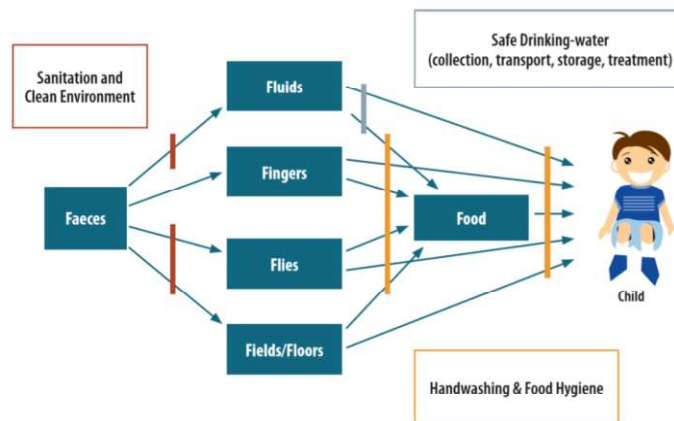 Sanitation and
Clean Environment
Safe Drinking-water
(collection, transport, storage, treatment)
Fluids
Fingers
Faeces
Food
Flies
Fields/Floors
Child
Handwashing & Food Hygiene